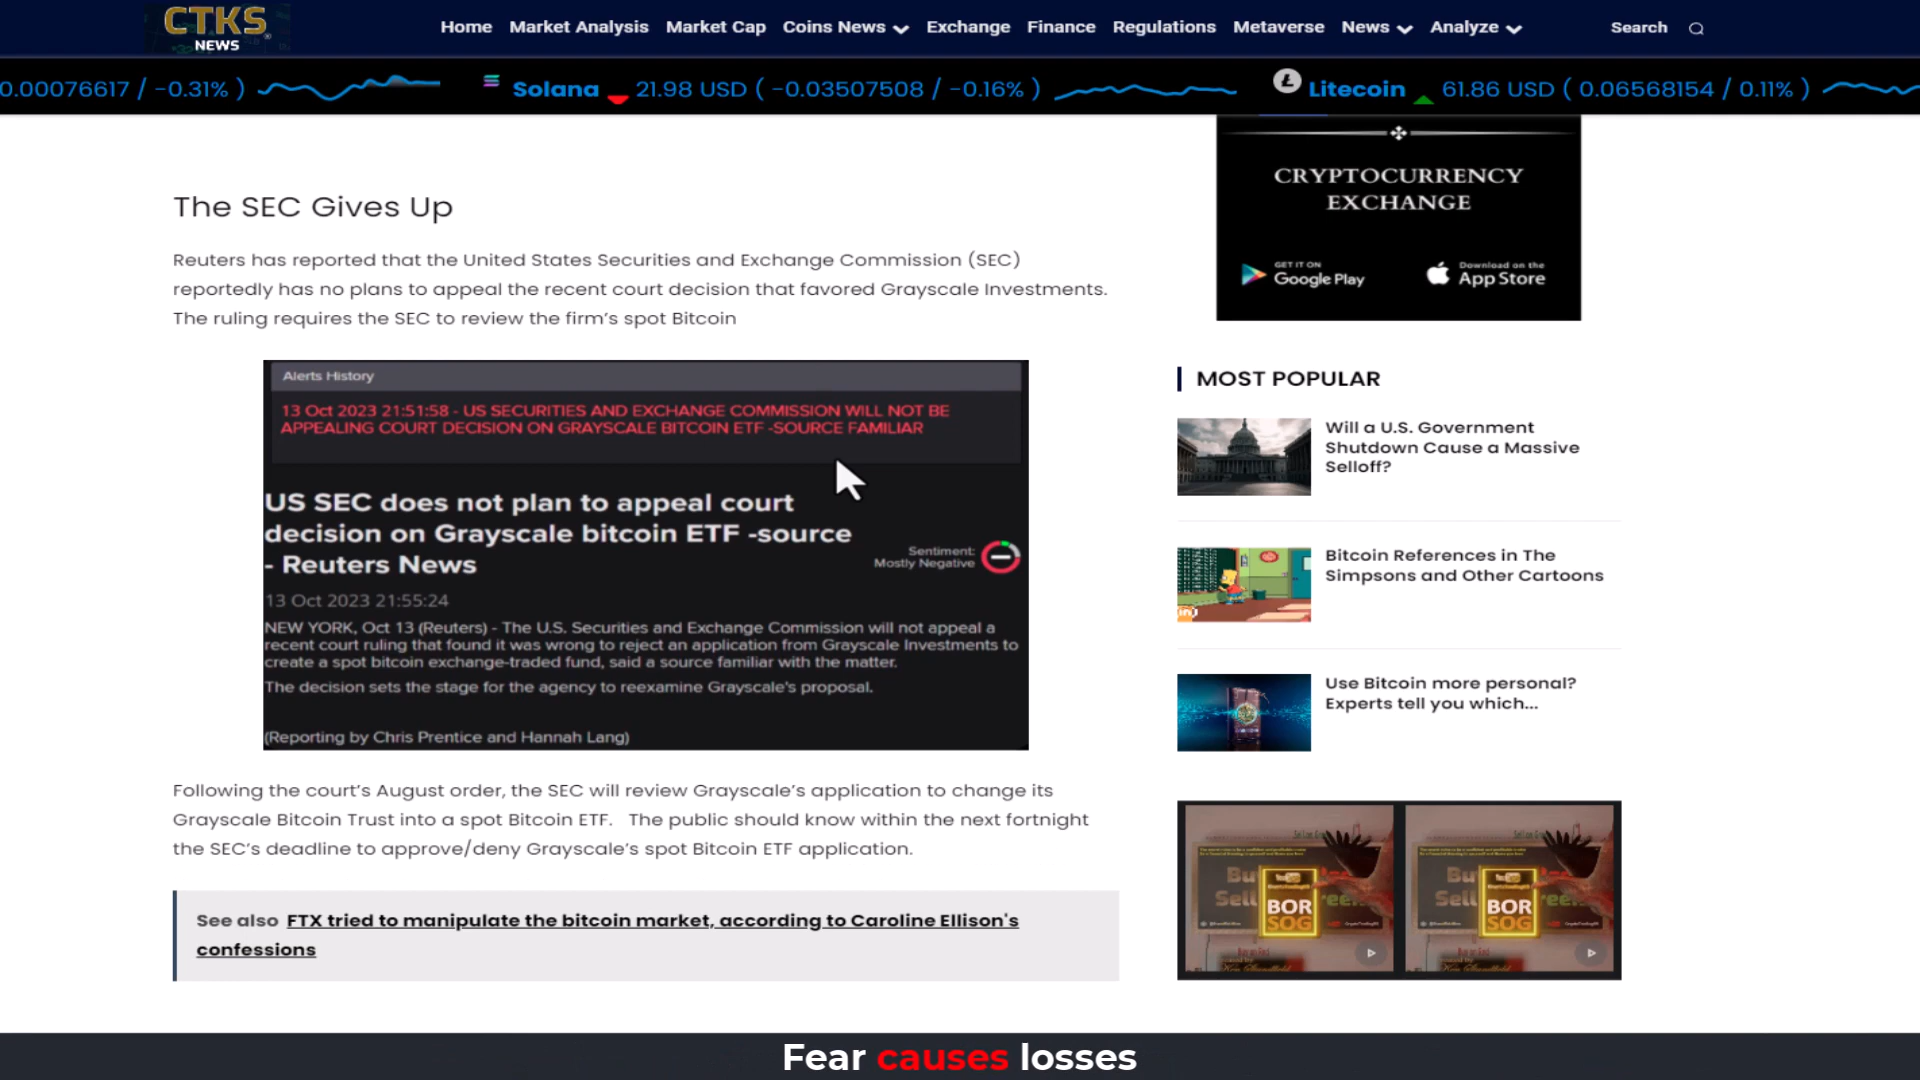 CTKS
NEWS
Home Market Analysis Market Cap Coins News Exchange Finance Regulations Metaverse News Analyze Search
0.00076617 / -0.31% ) Solana 21.98 USD ( -0.03507508 / -0.16% ) Litecoin 61.86 USD ( 0.06568154 / 0.11% )
CRYPTOCURRENCY
EXCHANGE
GET IT ON
Google Play
Download on the
App Store
The SEC Gives Up
Reuters has reported that the United States Securities and Exchange Commission (SEC)
reportedly has no plans to appeal the recent court decision that favored Grayscale Investments.
The ruling requires the SEC to review the firm's spot Bitcoin
Alerts History
13 Oct 2023 21:51:58 - US SECURITIES AND EXCHANGE COMMISSION WILL NOT BE
APPEALING COURT DECISION ON GRAYSCALE BITCOIN ETF -SOURCE FAMILIAR
US SEC does not plan to appeal court
decision on Grayscale bitcoin ETF -source
- Reuters News
Sentiment:
Mostly Negative
13 Oct 2023 21:55:24
NEW YORK, Oct 13 (Reuters) - The U.S. Securities and Exchange Commission will not appeal a
recent court ruling that found it was wrong to reject an application from Grayscale Investments to
create a spot bitcoin exchange-traded fund, said a source familiar with the matter.
The decision sets the stage for the agency to reexamine Grayscale's proposal.
(Reporting by Chris Prentice and Hannah Lang)
Following the court's August order, the SEC will review Grayscale's application to change its
Grayscale Bitcoin Trust into a spot Bitcoin ETF. The public should know within the next fortnight
the SEC's deadline to approve/deny Grayscale's spot Bitcoin ETF application.
See also FTX tried to manipulate the bitcoin market, according to Caroline Ellison's
confessions
MOST POPULAR
Will a U.S. Government
Shutdown Cause a Massive
Selloff?
Bitcoin References in The
Simpsons and Other Cartoons
Use Bitcoin more personal?
Experts tell you which...
BOR
SOG
BOR
SOG
Fear causes losses